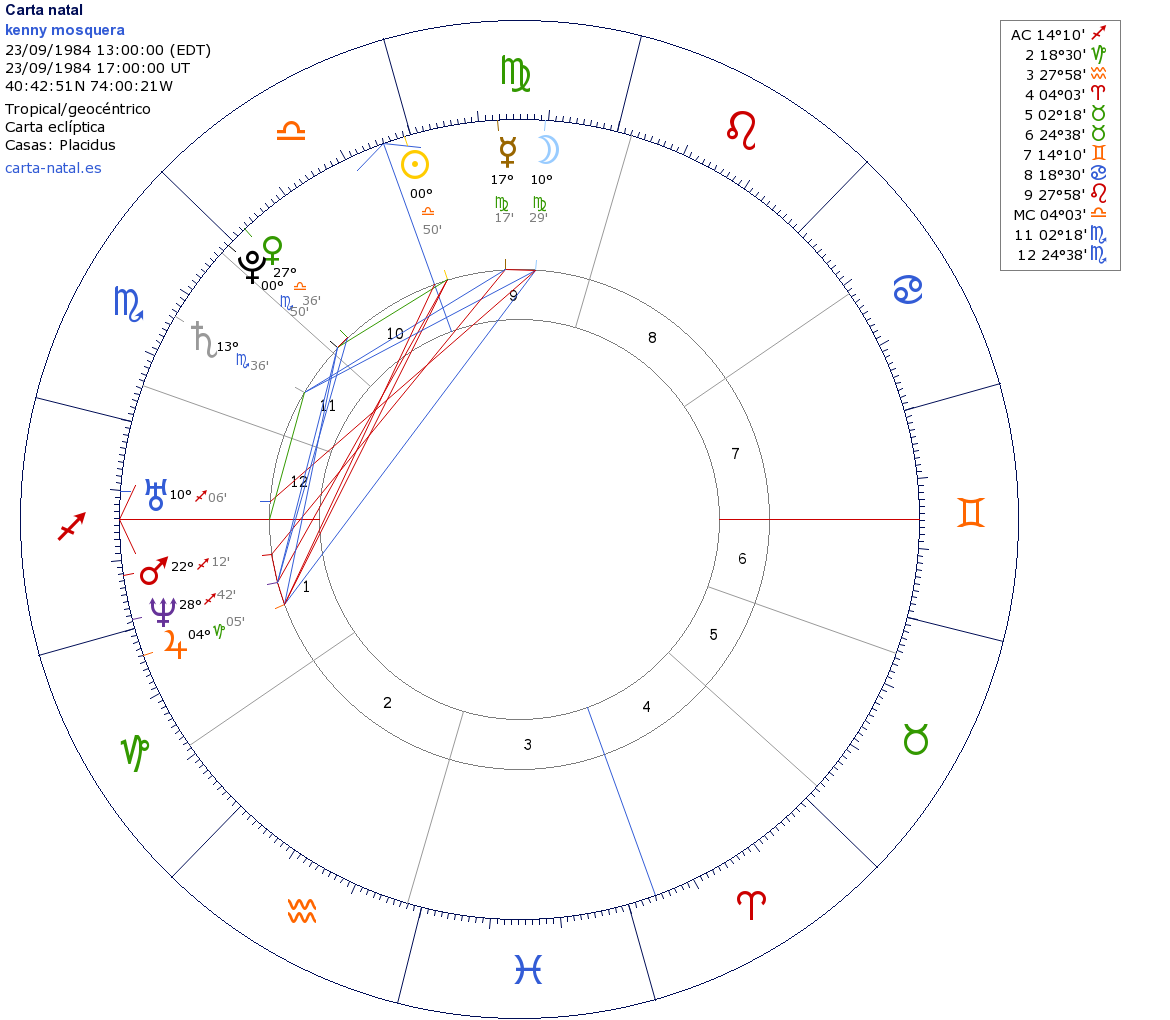 Carta natal
kenny mosquera
23/09/1984 13:00:00 (EDT)
23/09/1984 17:00:00 UT
40:42:51N 74:00:21W
Tropical/geocéntrico
Carta eclíptica
Casas: Placidus
carta-natal.es
AC 14°10' ♐
2 18°30' ♑
3 27°58' ♒
4 04°03' ♈
5 02°18' ♉
6 24°38' ♉
7 14°10' ♊
8 18°30' ♋
9 27°58' ♌
MC 04°03' ♎
11 02°18' ♏
12 24°38' ♏
♍
♌
♎
☉
00°
♎
50'
☿
17°
♍
17'
☽
10°
♍
29'
♇ ♀
27°
♎
36'
00°
♏
50'
♏
♋
♄ 13° ♏ 36'
9
10
8
11
7
12
♅ 10° ♐ 06'
♐
♊
♂ 22° ♐ 12'
6
♆ 28° ♐ 42'
1
♃ 04° ♑ 05'
5
2
4
3
♑
♉
♒
♈
♓